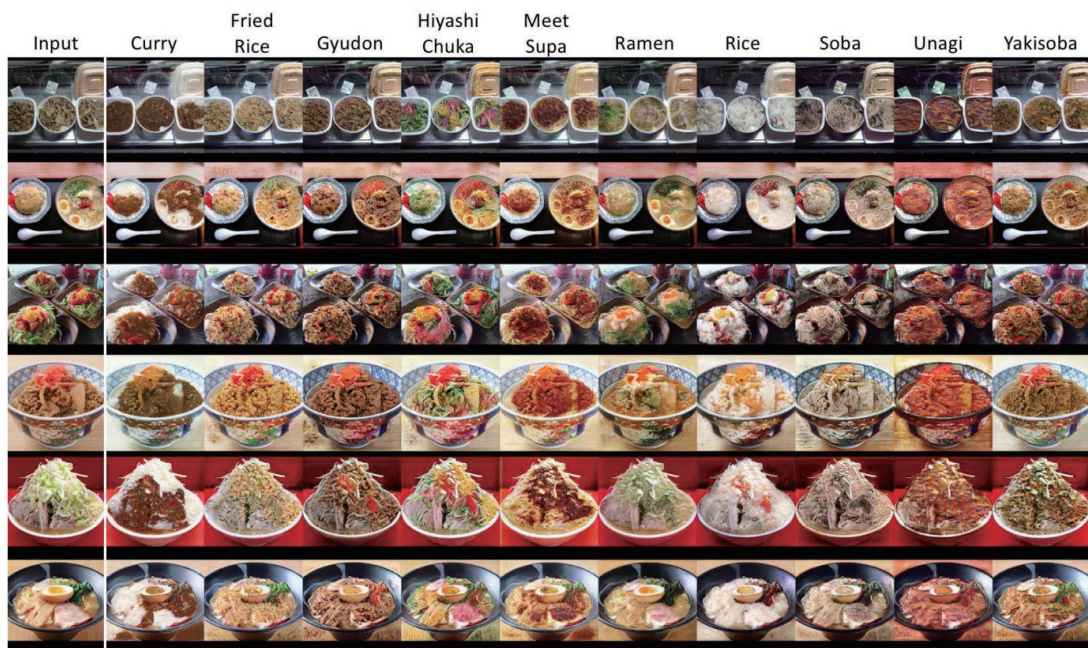 Input
Curry
Fried
Rice
Gyudon
Hiyashi
Chuka
Meet
Supa
Ramen
Rice
Soba
Unagi
Yakisoba